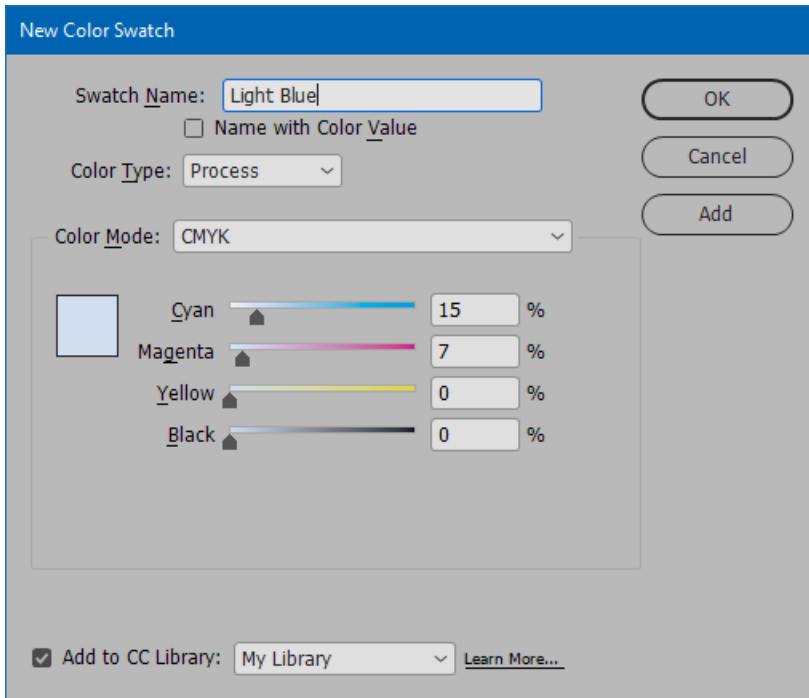 New Color Swatch
Swatch Name: Light Blue
OK
Name with Color Value
Cancel
Color Type: Process
Add
Color Mode: CMYK
Cyan 15 %
Magenta 7 %
Yellow 0 %
Black 0 %
Add to CC Library: My Library Learn More...